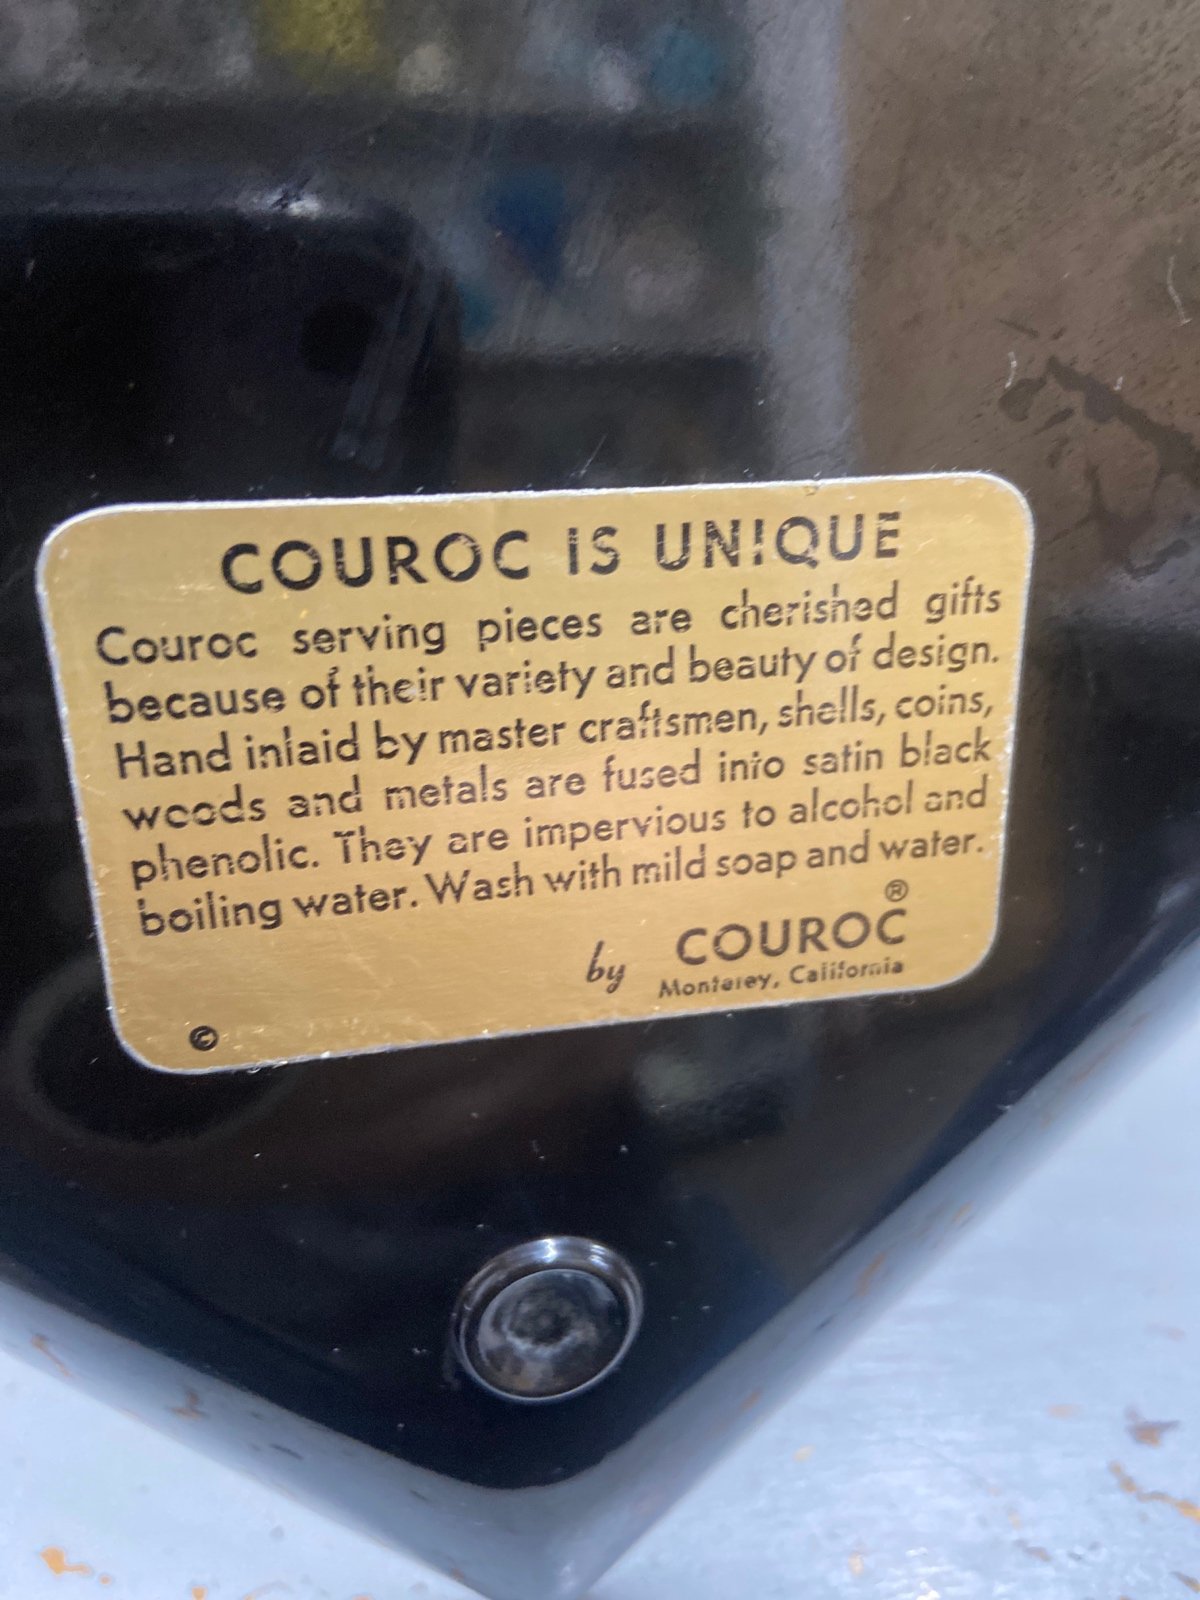 COUROC IS UNIQUE
Couroc serving pieces are cherished gifts
because of their variety and beauty of design.
Hand inlaid by master craftsmen, shells, coins,
woods and metals are fused into satin black
phenolic. They are impervious to alcohol and
boiling water. Wash with mild soap and water.
by COUROC®
Monterey, California
©